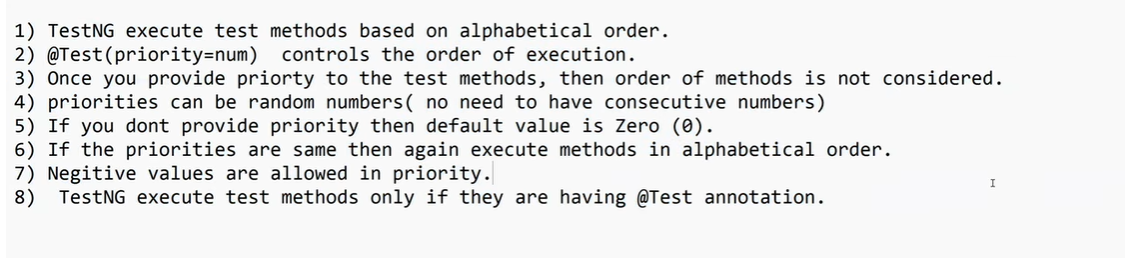 1) TestNG execute test methods based on alphabetical order.
2) @Test(priority=num)  controls the order of execution.
3) Once you provide priorty to the test methods, then order of methods is not considered.
4) priorities can be random numbers( no need to have consecutive numbers)
5) If you dont provide priority then default value is Zero (0).
6) If the priorities are same then again execute methods in alphabetical order.
7) Negitive values are allowed in priority.
8)  TestNG execute test methods only if they are having @Test annotation.